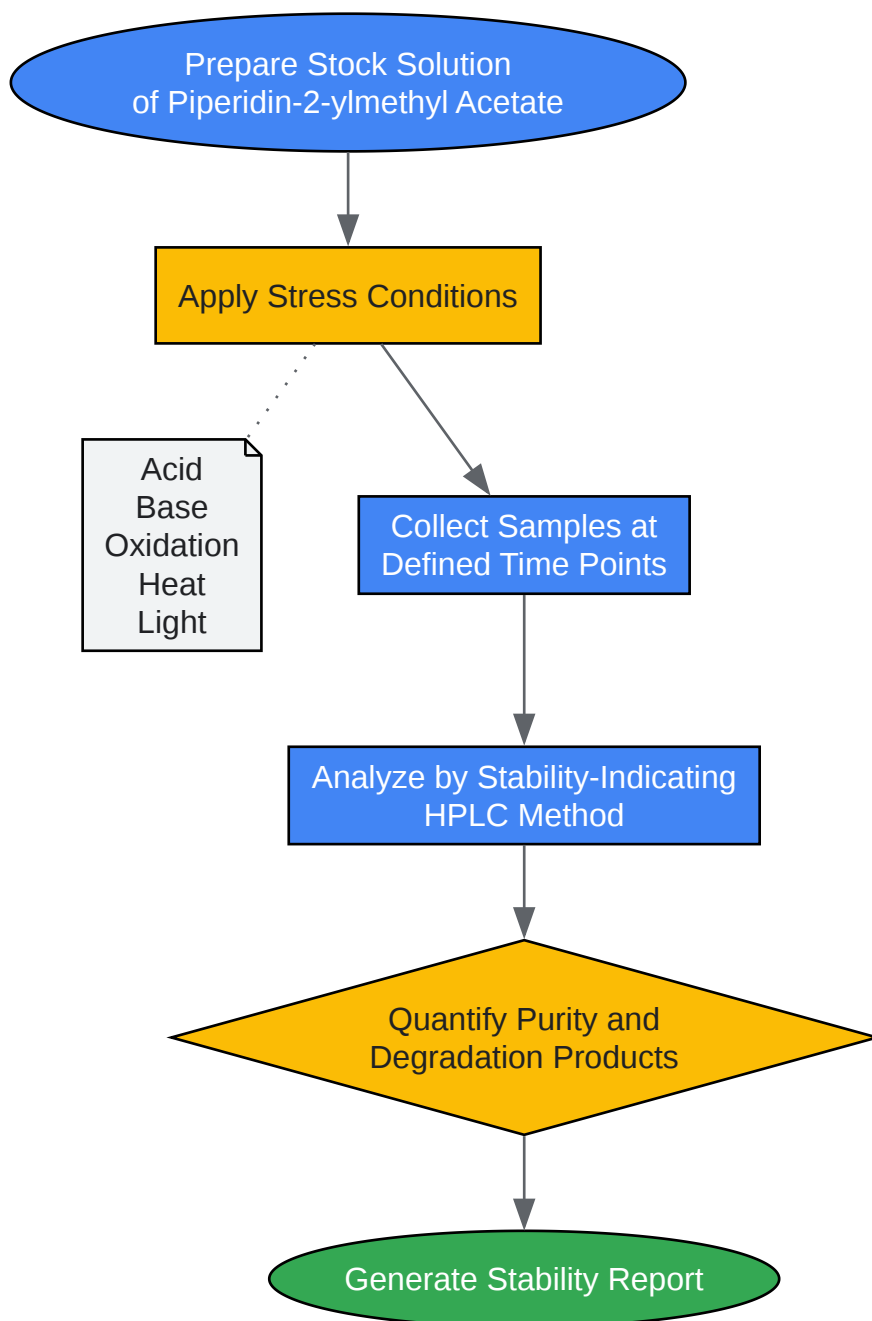 Prepare Stock Solution
of Piperidin-2-ylmethyl Acetate
Apply Stress Conditions
Acid
Base
Oxidation
Heat
Light
Collect Samples at
Defined Time Points
Analyze by Stability-Indicating
HPLC Method
Quantify Purity and
Degradation Products
Generate Stability Report